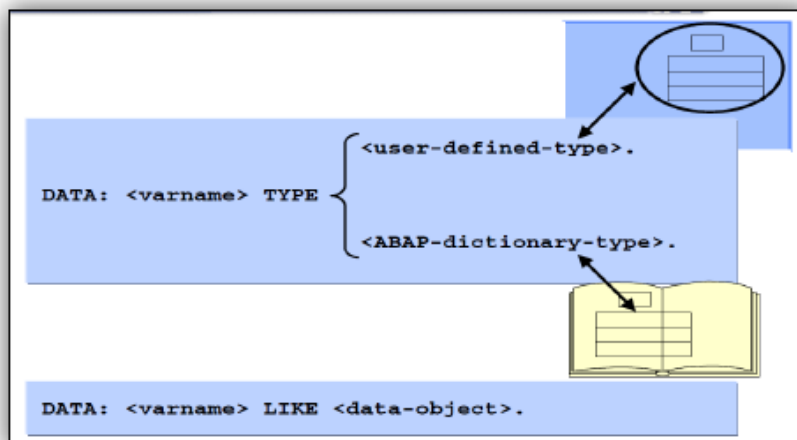 <user-defined-type>.
DATA: <varname> TYPE
<ABAP-dictionary-type>.
DATA: <varname> LIKE <data-object>.